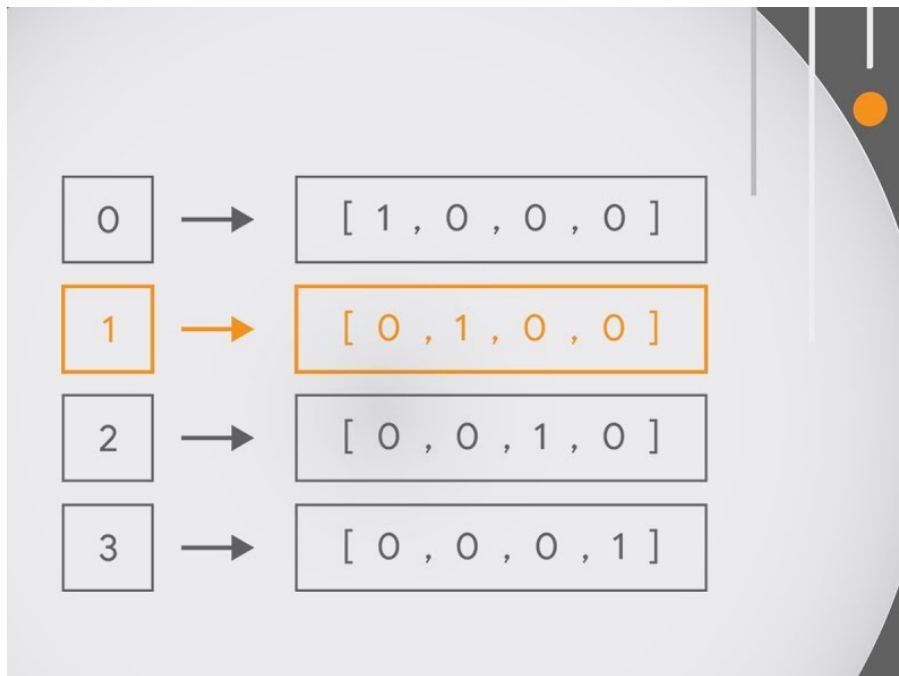 0 → [ 1 , 0 , 0 , 0 ]
1 → [ 0 , 1 , 0 , 0 ]
2 → [ 0 , 0 , 1 , 0 ]
3 → [ 0 , 0 , 0 , 1 ]